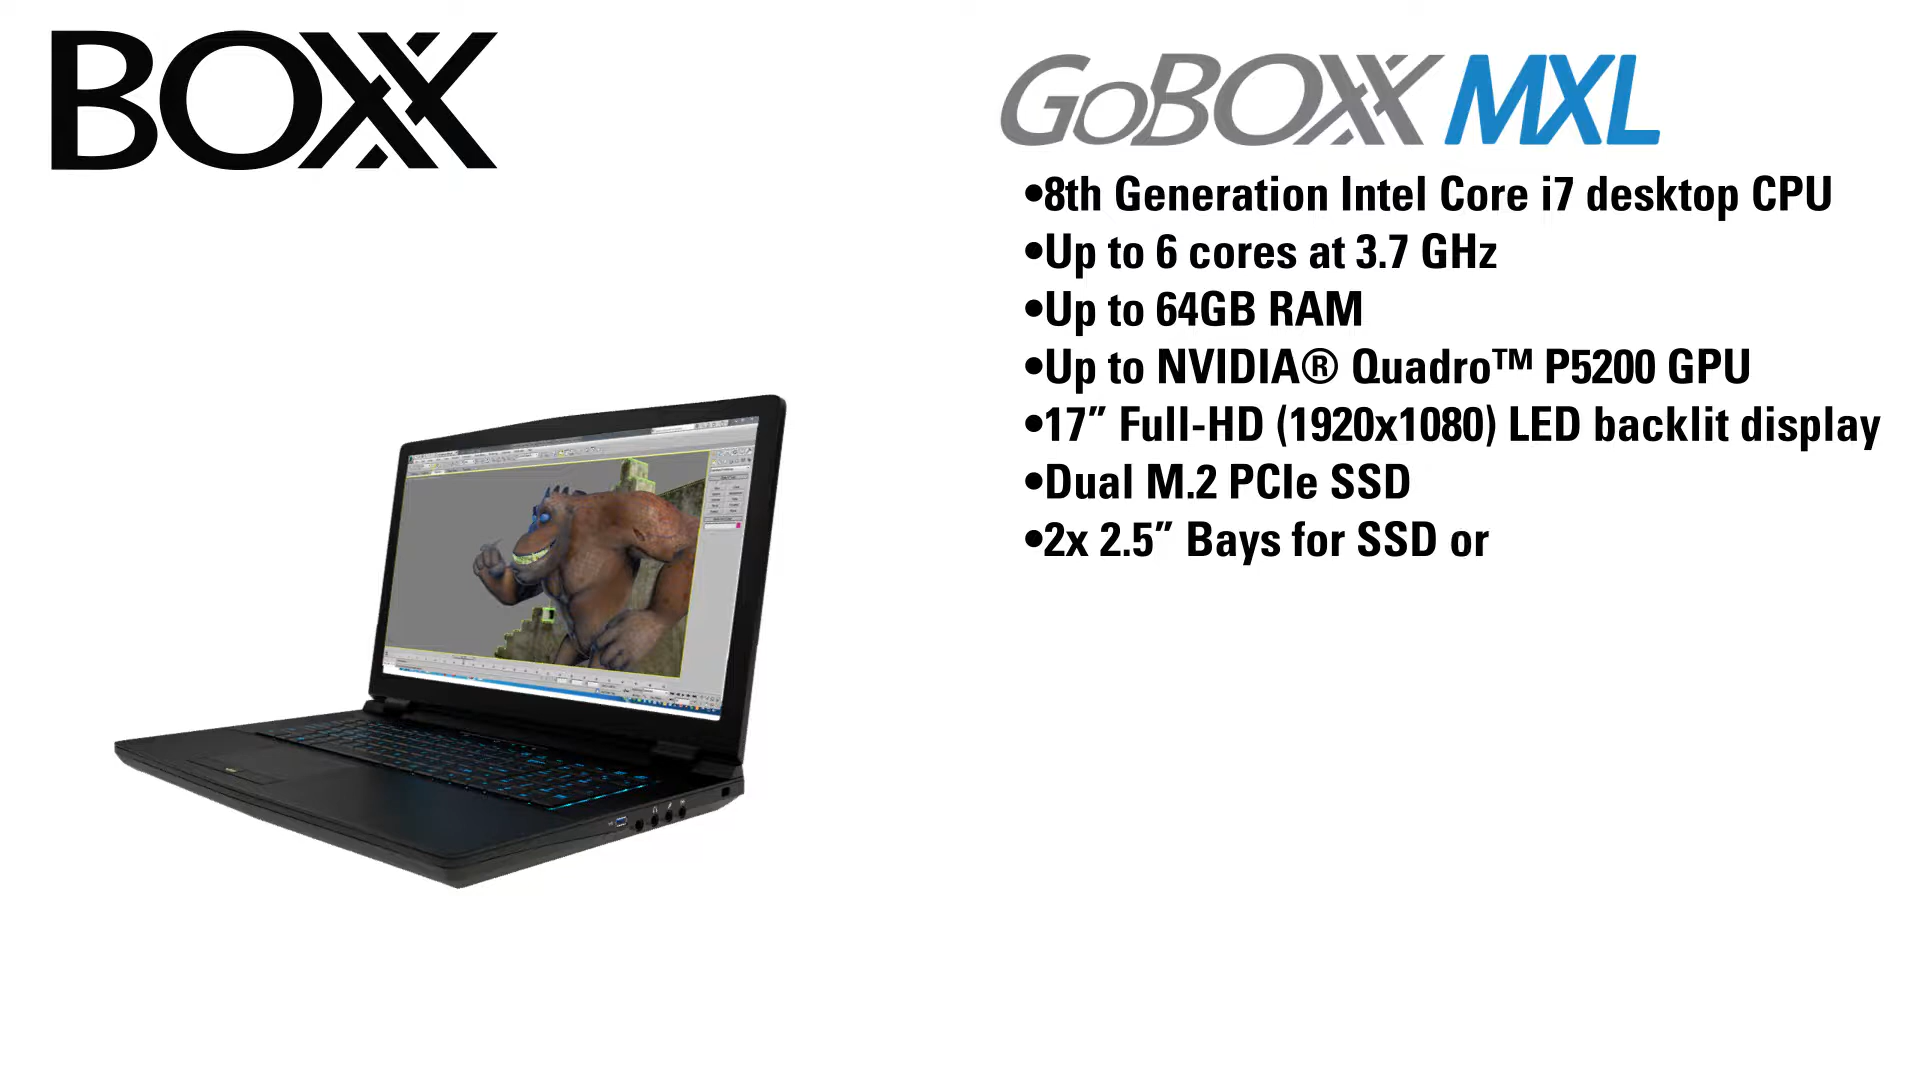 BOXX
GoBOXX MXL
•8th Generation Intel Core i7 desktop CPU
•Up to 6 cores at 3.7 GHz
•Up to 64GB RAM
•Up to NVIDIA® Quadro™ P5200 GPU
•17” Full-HD (1920x1080) LED backlit display
•Dual M.2 PCIe SSD
•2x 2.5” Bays for SSD or